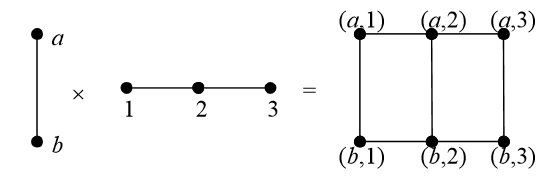 (a,1) (a,2) (a,3)
a
× 1 2 3 =
b
(b,1) (b,2) (b,3)